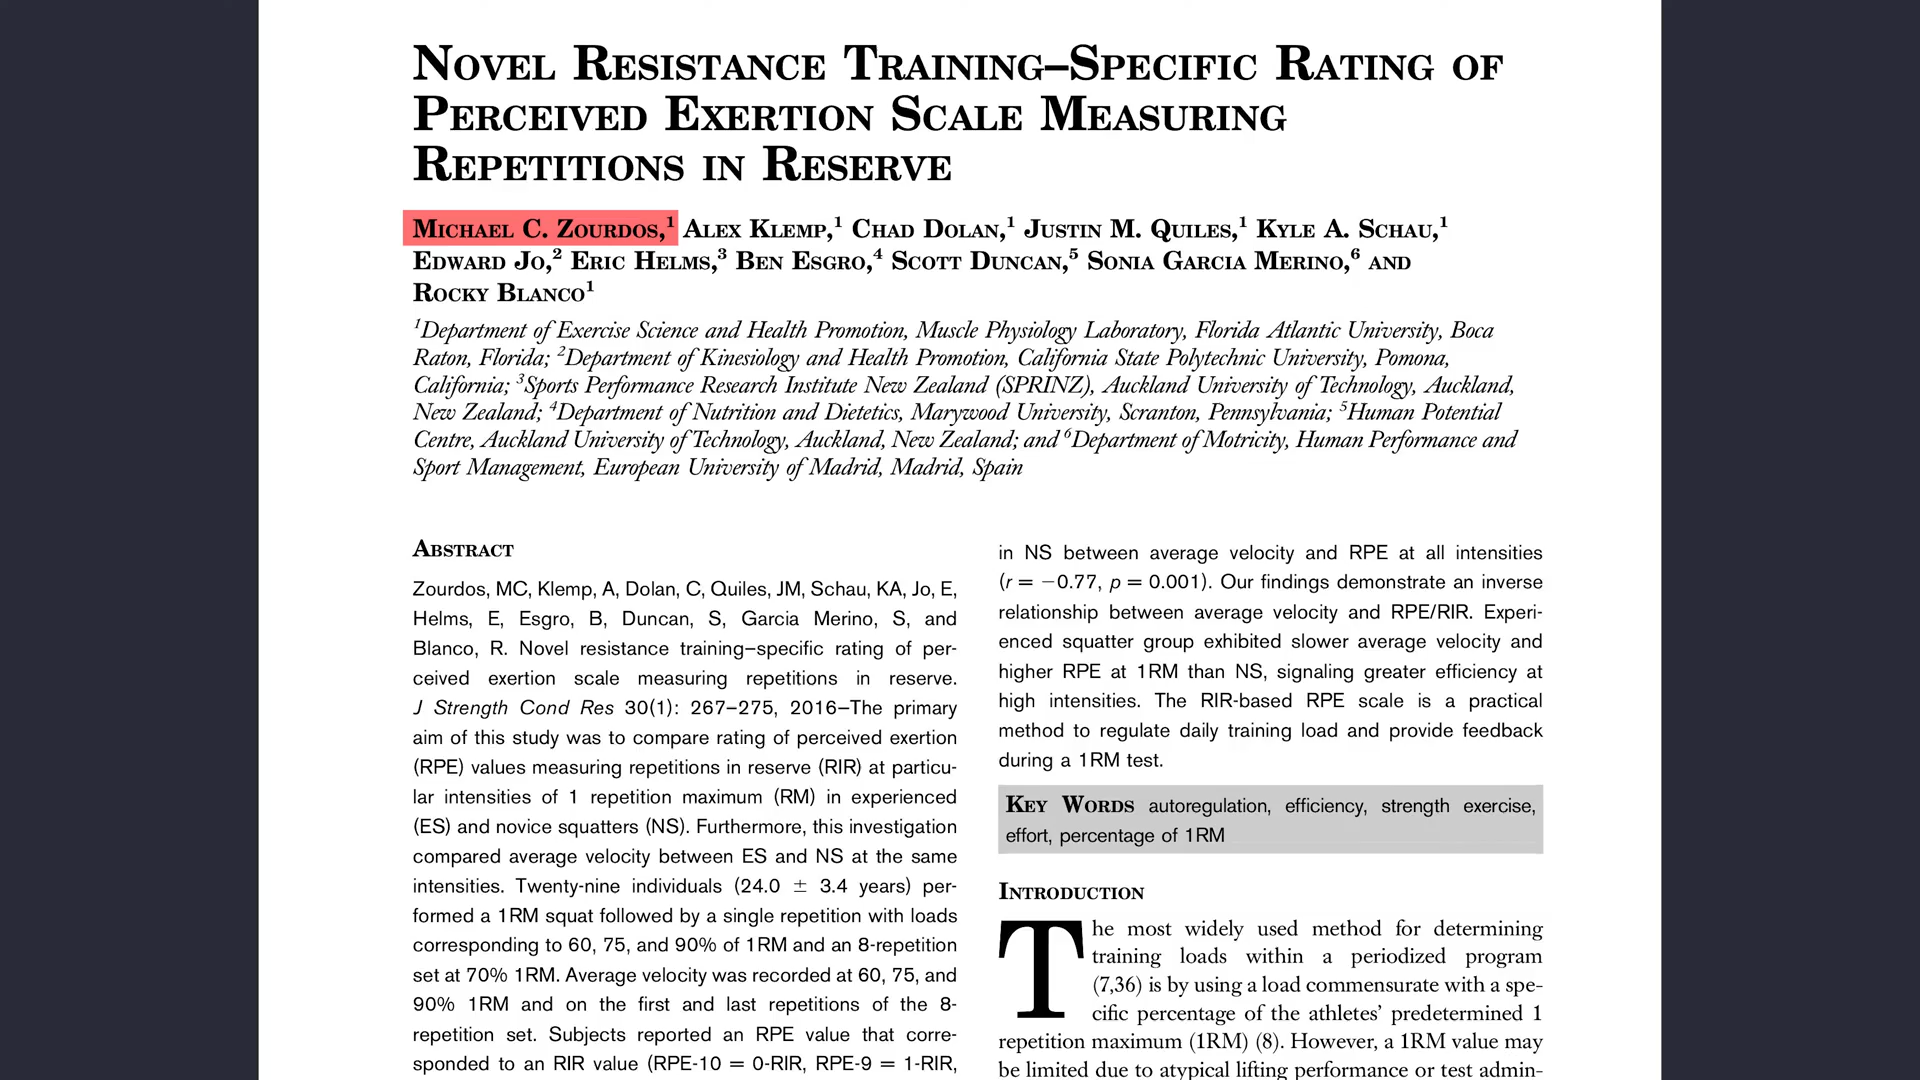 Novel Resistance Training–Specific Rating of
Perceived Exertion Scale Measuring
Repetitions in Reserve
Michael C. Zourdos,1 Alex Klemp,1 Chad Dolan,1 Justin M. Quiles,1 Kyle A. Schau,1
Edward Jo,2 Eric Helms,3 Ben Esgro,4 Scott Duncan,5 Sonia Garcia Merino,6 and
Rocky Blanco1
1Department of Exercise Science and Health Promotion, Muscle Physiology Laboratory, Florida Atlantic University, Boca
Raton, Florida; 2Department of Kinesiology and Health Promotion, California State Polytechnic University, Pomona,
California; 3Sports Performance Research Institute New Zealand (SPRINZ), Auckland University of Technology, Auckland,
New Zealand; 4Department of Nutrition and Dietetics, Marywood University, Scranton, Pennsylvania; 5Human Potential
Centre, Auckland University of Technology, Auckland, New Zealand; and 6Department of Motricity, Human Performance and
Sport Management, European University of Madrid, Madrid, Spain
Abstract
Zourdos, MC, Klemp, A, Dolan, C, Quiles, JM, Schau, KA, Jo, E,
Helms, E, Esgro, B, Duncan, S, Garcia Merino, S, and
Blanco, R. Novel resistance training–specific rating of per-
ceived exertion scale measuring repetitions in reserve.
J Strength Cond Res 30(1): 267–275, 2016—The primary
aim of this study was to compare rating of perceived exertion
(RPE) values measuring repetitions in reserve (RIR) at particu-
lar intensities of 1 repetition maximum (RM) in experienced
(ES) and novice squatters (NS). Furthermore, this investigation
compared average velocity between ES and NS at the same
intensities. Twenty-nine individuals (24.0 ± 3.4 years) per-
formed a 1RM squat followed by a single repetition with loads
corresponding to 60, 75, and 90% of 1RM and an 8-repetition
set at 70% 1RM. Average velocity was recorded at 60, 75, and
90% 1RM and on the first and last repetitions of the 8-
repetition set. Subjects reported an RPE value that corre-
sponded to an RIR value (RPE-10 = 0-RIR, RPE-9 = 1-RIR,
in NS between average velocity and RPE at all intensities
(r = −0.77, p = 0.001). Our findings demonstrate an inverse
relationship between average velocity and RPE/RIR. Experi-
enced squatter group exhibited slower average velocity and
higher RPE at 1RM than NS, signaling greater efficiency at
high intensities. The RIR-based RPE scale is a practical
method to regulate daily training load and provide feedback
during a 1RM test.
Key Words autoregulation, efficiency, strength exercise,
effort, percentage of 1RM
Introduction
The most widely used method for determining
training loads within a periodized program
(7,36) is by using a load commensurate with a spe-
cific percentage of the athletes' predetermined 1
repetition maximum (1RM) (8). However, a 1RM value may
be limited due to atypical lifting performance or test admin-